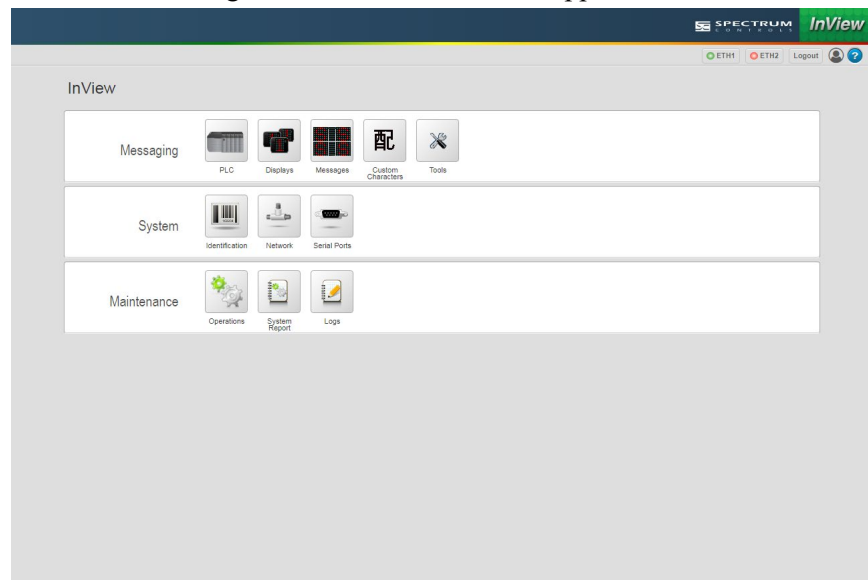 SPECTRUM
CONTROLS
InView
ETH1 ETH2 Logout ?
InView
Messaging
PLC Displays Messages Custom Characters Tools
配
System
Identification Network Serial Ports
Maintenance
Operations System Report Logs